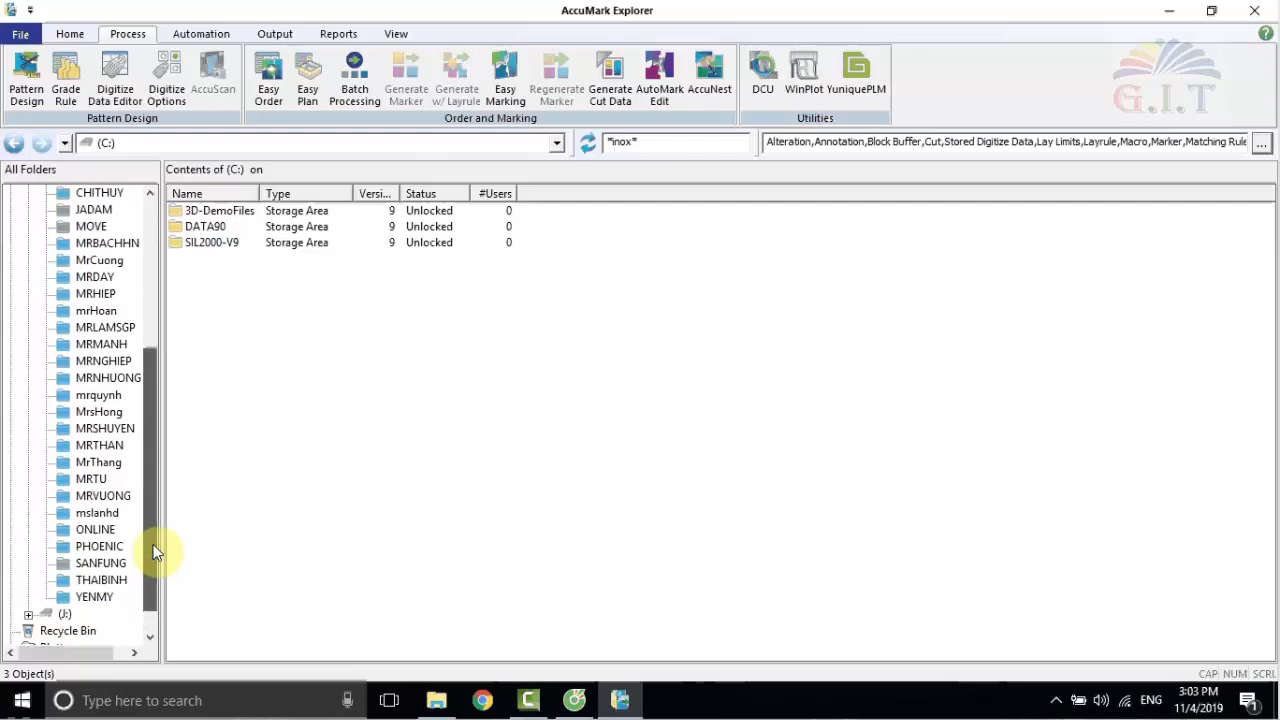 AccuMark Explorer
File Home Process Automation Output Reports View
Pattern Design
Grade Rule
Digitize Data Editor
Digitize Options
AccuScan
Easy Order
Easy Plan
Batch Processing
Generate Marker
Generate w/ Layrule
Easy Marking
Regenerate Marker
Generate Cut Data
AutoMark Edit
AccuNest
DCU
WinPlot
YuniquePLM
Pattern Design
Order and Marking
Utilities
G.I.T
(C:)
*inox*
Alteration,Annotation,Block Buffer,Cut,Stored Digitize Data,Lay Limits,Layrule,Macro,Marker,Matching Rule
...
All Folders
Contents of (C:) on
Name Type Versi... Status #Users
3D-DemoFiles Storage Area 9 Unlocked 0
DATA90 Storage Area 9 Unlocked 0
SIL2000-V9 Storage Area 9 Unlocked 0
CHITHUY
JADAM
MOVE
MRBACHHN
MrCuong
MRDAY
MRHIEP
mrHoan
MRLAMSGP
MRMANH
MRNGHIEP
MRNHUONG
mrquynh
MrsHong
MRSHUYEN
MRTHAN
MrThang
MRTU
MRVUONG
mslanhd
ONLINE
PHOENIC
SANFUNG
THAIBINH
YENMY
(J:)
Recycle Bin
3 Object(s)
CAP NUM SCRL
Type here to search
ENG
3:03 PM
11/4/2019
1